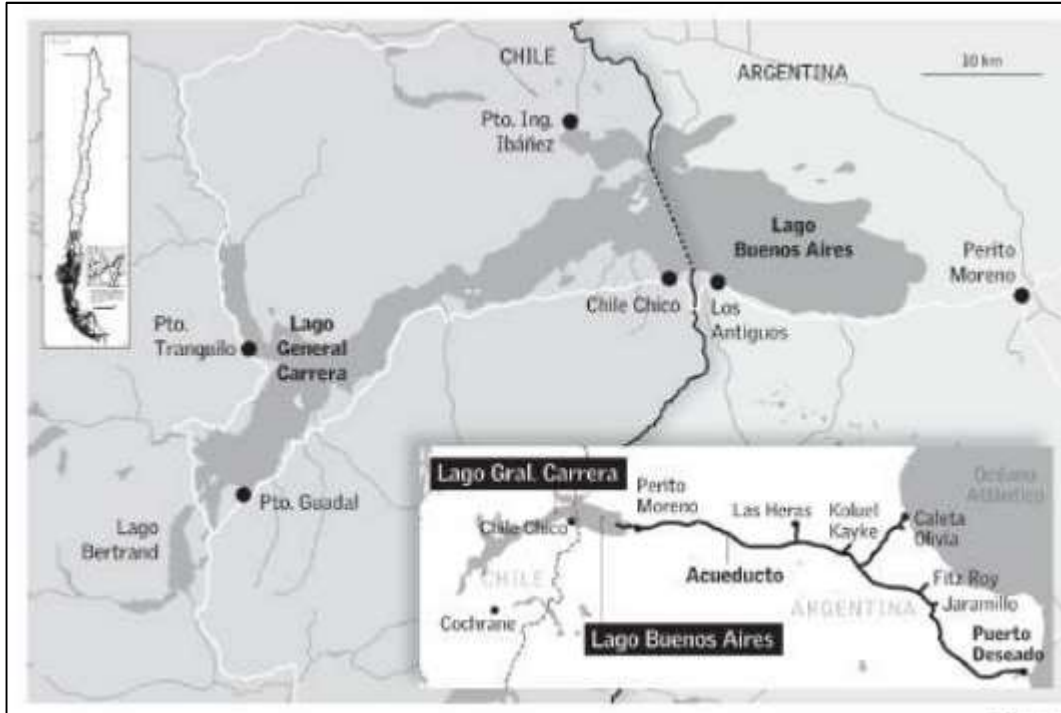 CHILE
ARGENTINA
10 km
Pto. Ing.
Ibáñez
Lago
Buenos Aires
Perito
Moreno
Chile Chico
Los
Antiguos
Pto.
Tranquilo
Lago
General
Carrera
Pto. Guadal
Lago
Bertrand
Lago Gral. Carrera
Océano
Atlántico
Perito
Moreno
Las Heras
Koluel
Kayke
Caleta
Olivia
Chile Chico
CHILE
Acueducto
Fitz Roy
ARGENTINA
Jaramillo
Cochrane
Lago Buenos Aires
Puerto
Deseado